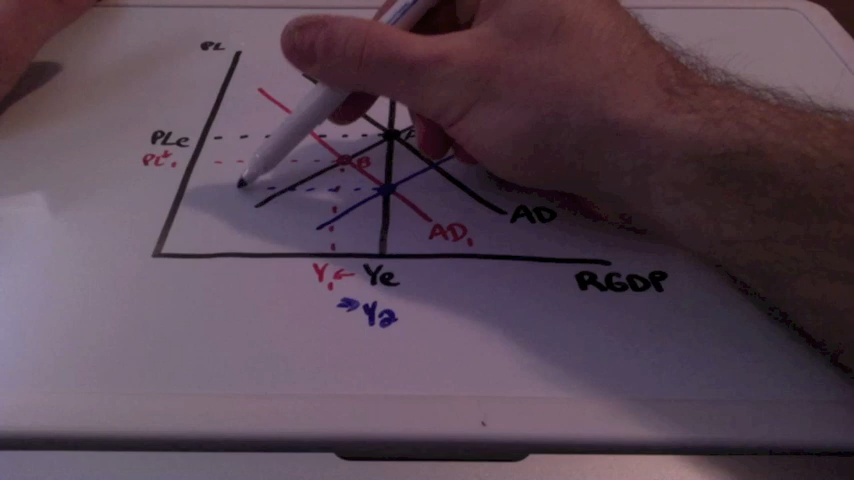 PL
PLe
PL₁
B
AD
AD₁
Y₁ ← Ye
RGDP
→ Y2